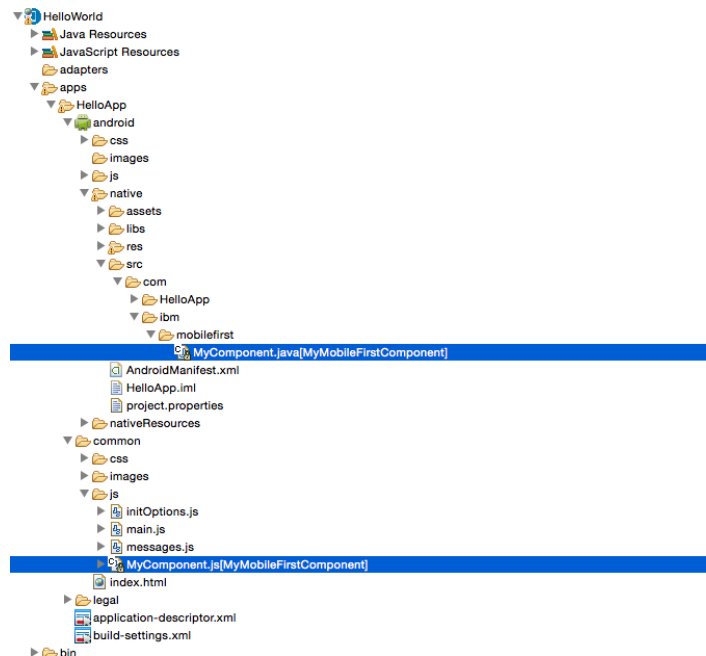 HelloWorld
Java Resources
JavaScript Resources
adapters
apps
HelloApp
android
css
images
js
native
assets
libs
res
src
com
HelloApp
ibm
mobilefirst
MyComponent.java[MyMobileFirstComponent]
AndroidManifest.xml
HelloApp.iml
project.properties
nativeResources
common
css
images
js
initOptions.js
main.js
messages.js
MyComponent.js[MyMobileFirstComponent]
index.html
legal
application-descriptor.xml
build-settings.xml
bin